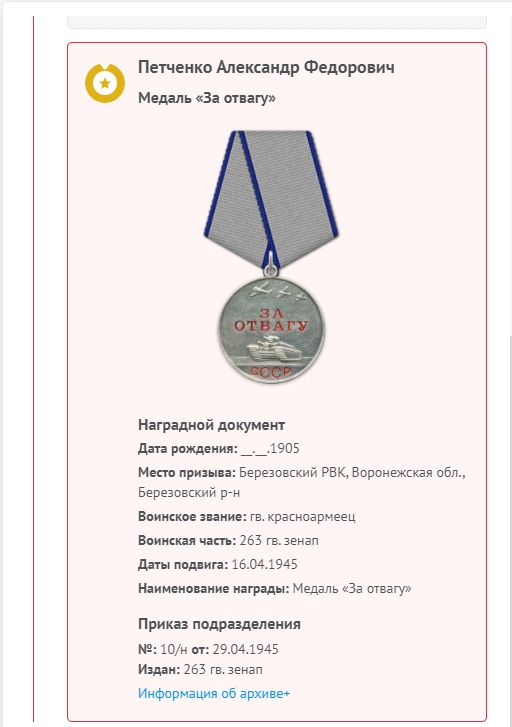 Петченко Александр Федорович
Медаль «За отвагу»
ЗА
ОТВАГУ
СССР
Наградной документ
Дата рождения: __.__.1905
Место призыва: Березовский РВК, Воронежская обл.,
Березовский р-н
Воинское звание: гв. красноармеец
Воинская часть: 263 гв. зенап
Даты подвига: 16.04.1945
Наименование награды: Медаль «За отвагу»
Приказ подразделения
№: 10/н от: 29.04.1945
Издан: 263 гв. зенап
Информация об архиве+